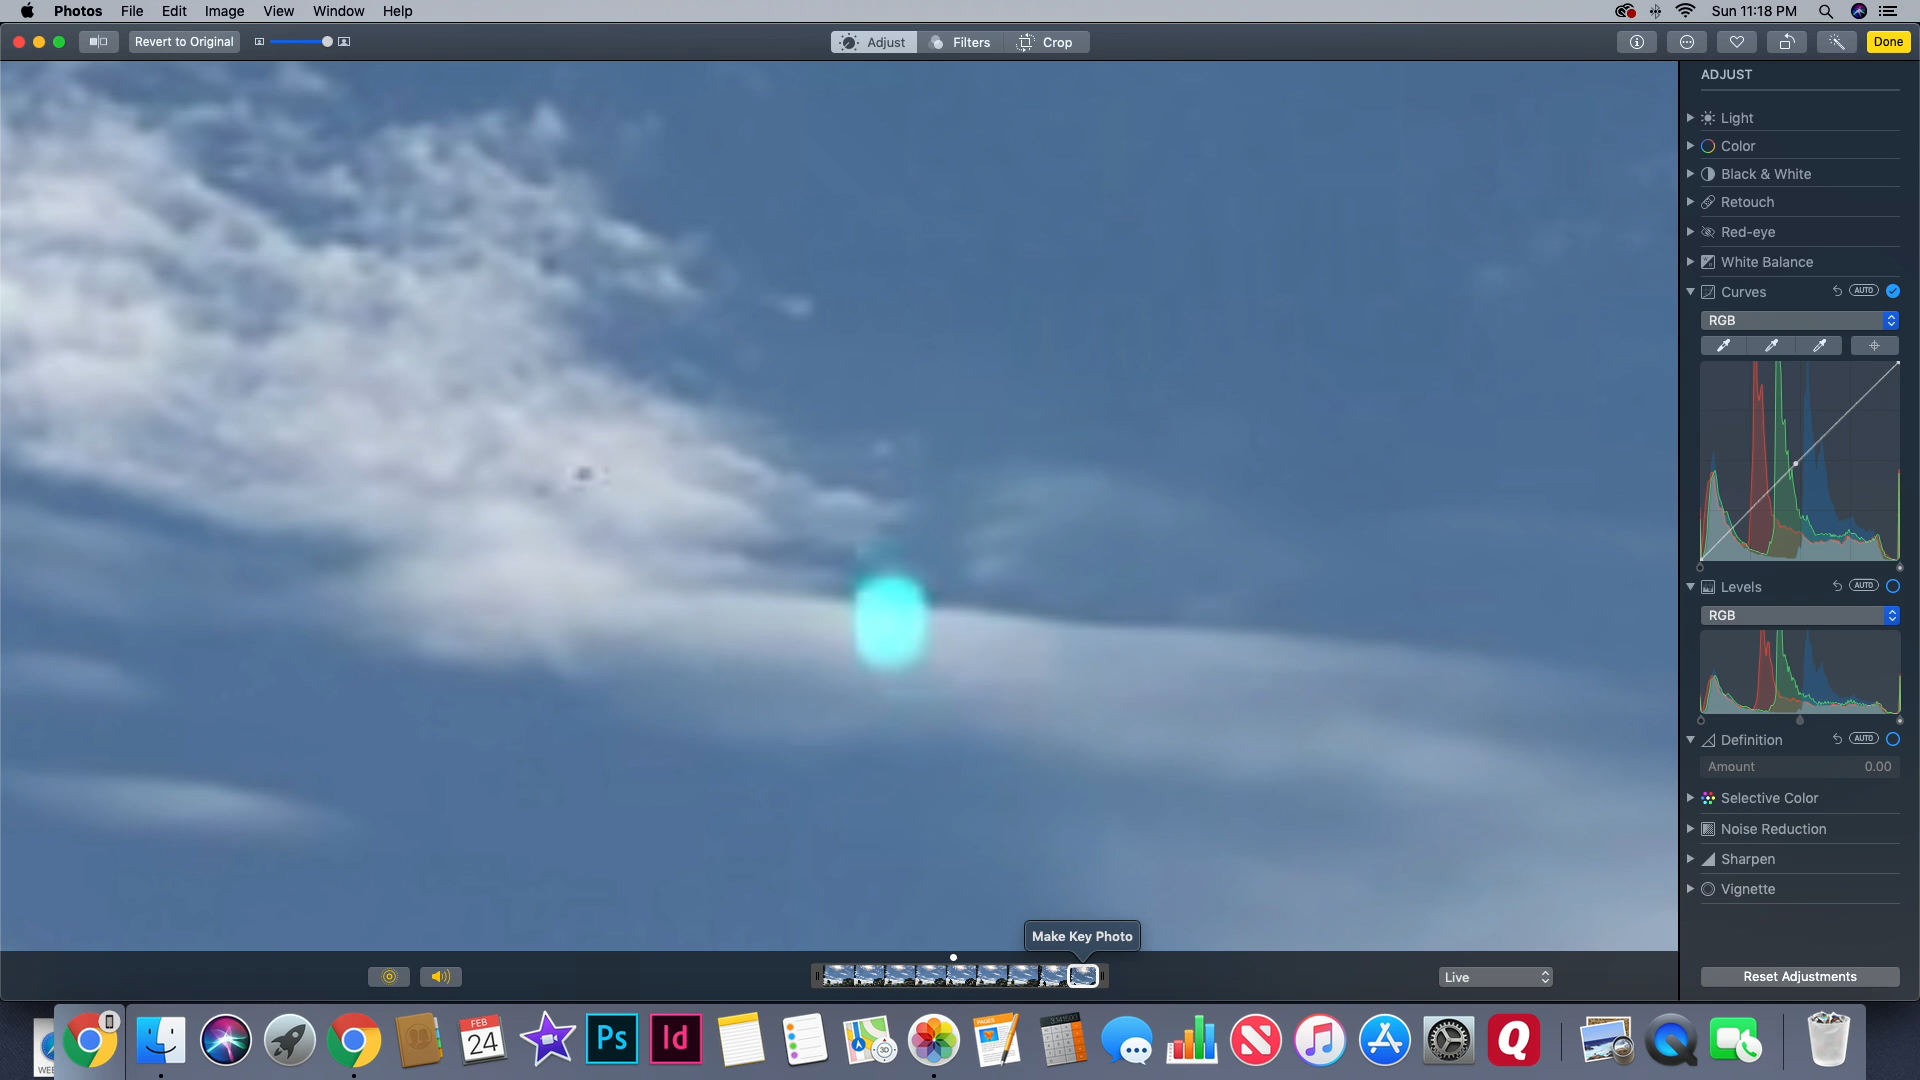 Photos File Edit Image View Window Help Sun 11:18 PM
Revert to Original Adjust Filters Crop Done
ADJUST
Light
Color
Black & White
Retouch
Red-eye
White Balance
Curves AUTO
RGB
Levels AUTO
RGB
Definition AUTO
Amount 0.00
Selective Color
Noise Reduction
Sharpen
Vignette
Make Key Photo
Live Reset Adjustments
FEB
24
Ps
Id
PAGES
3D
Q